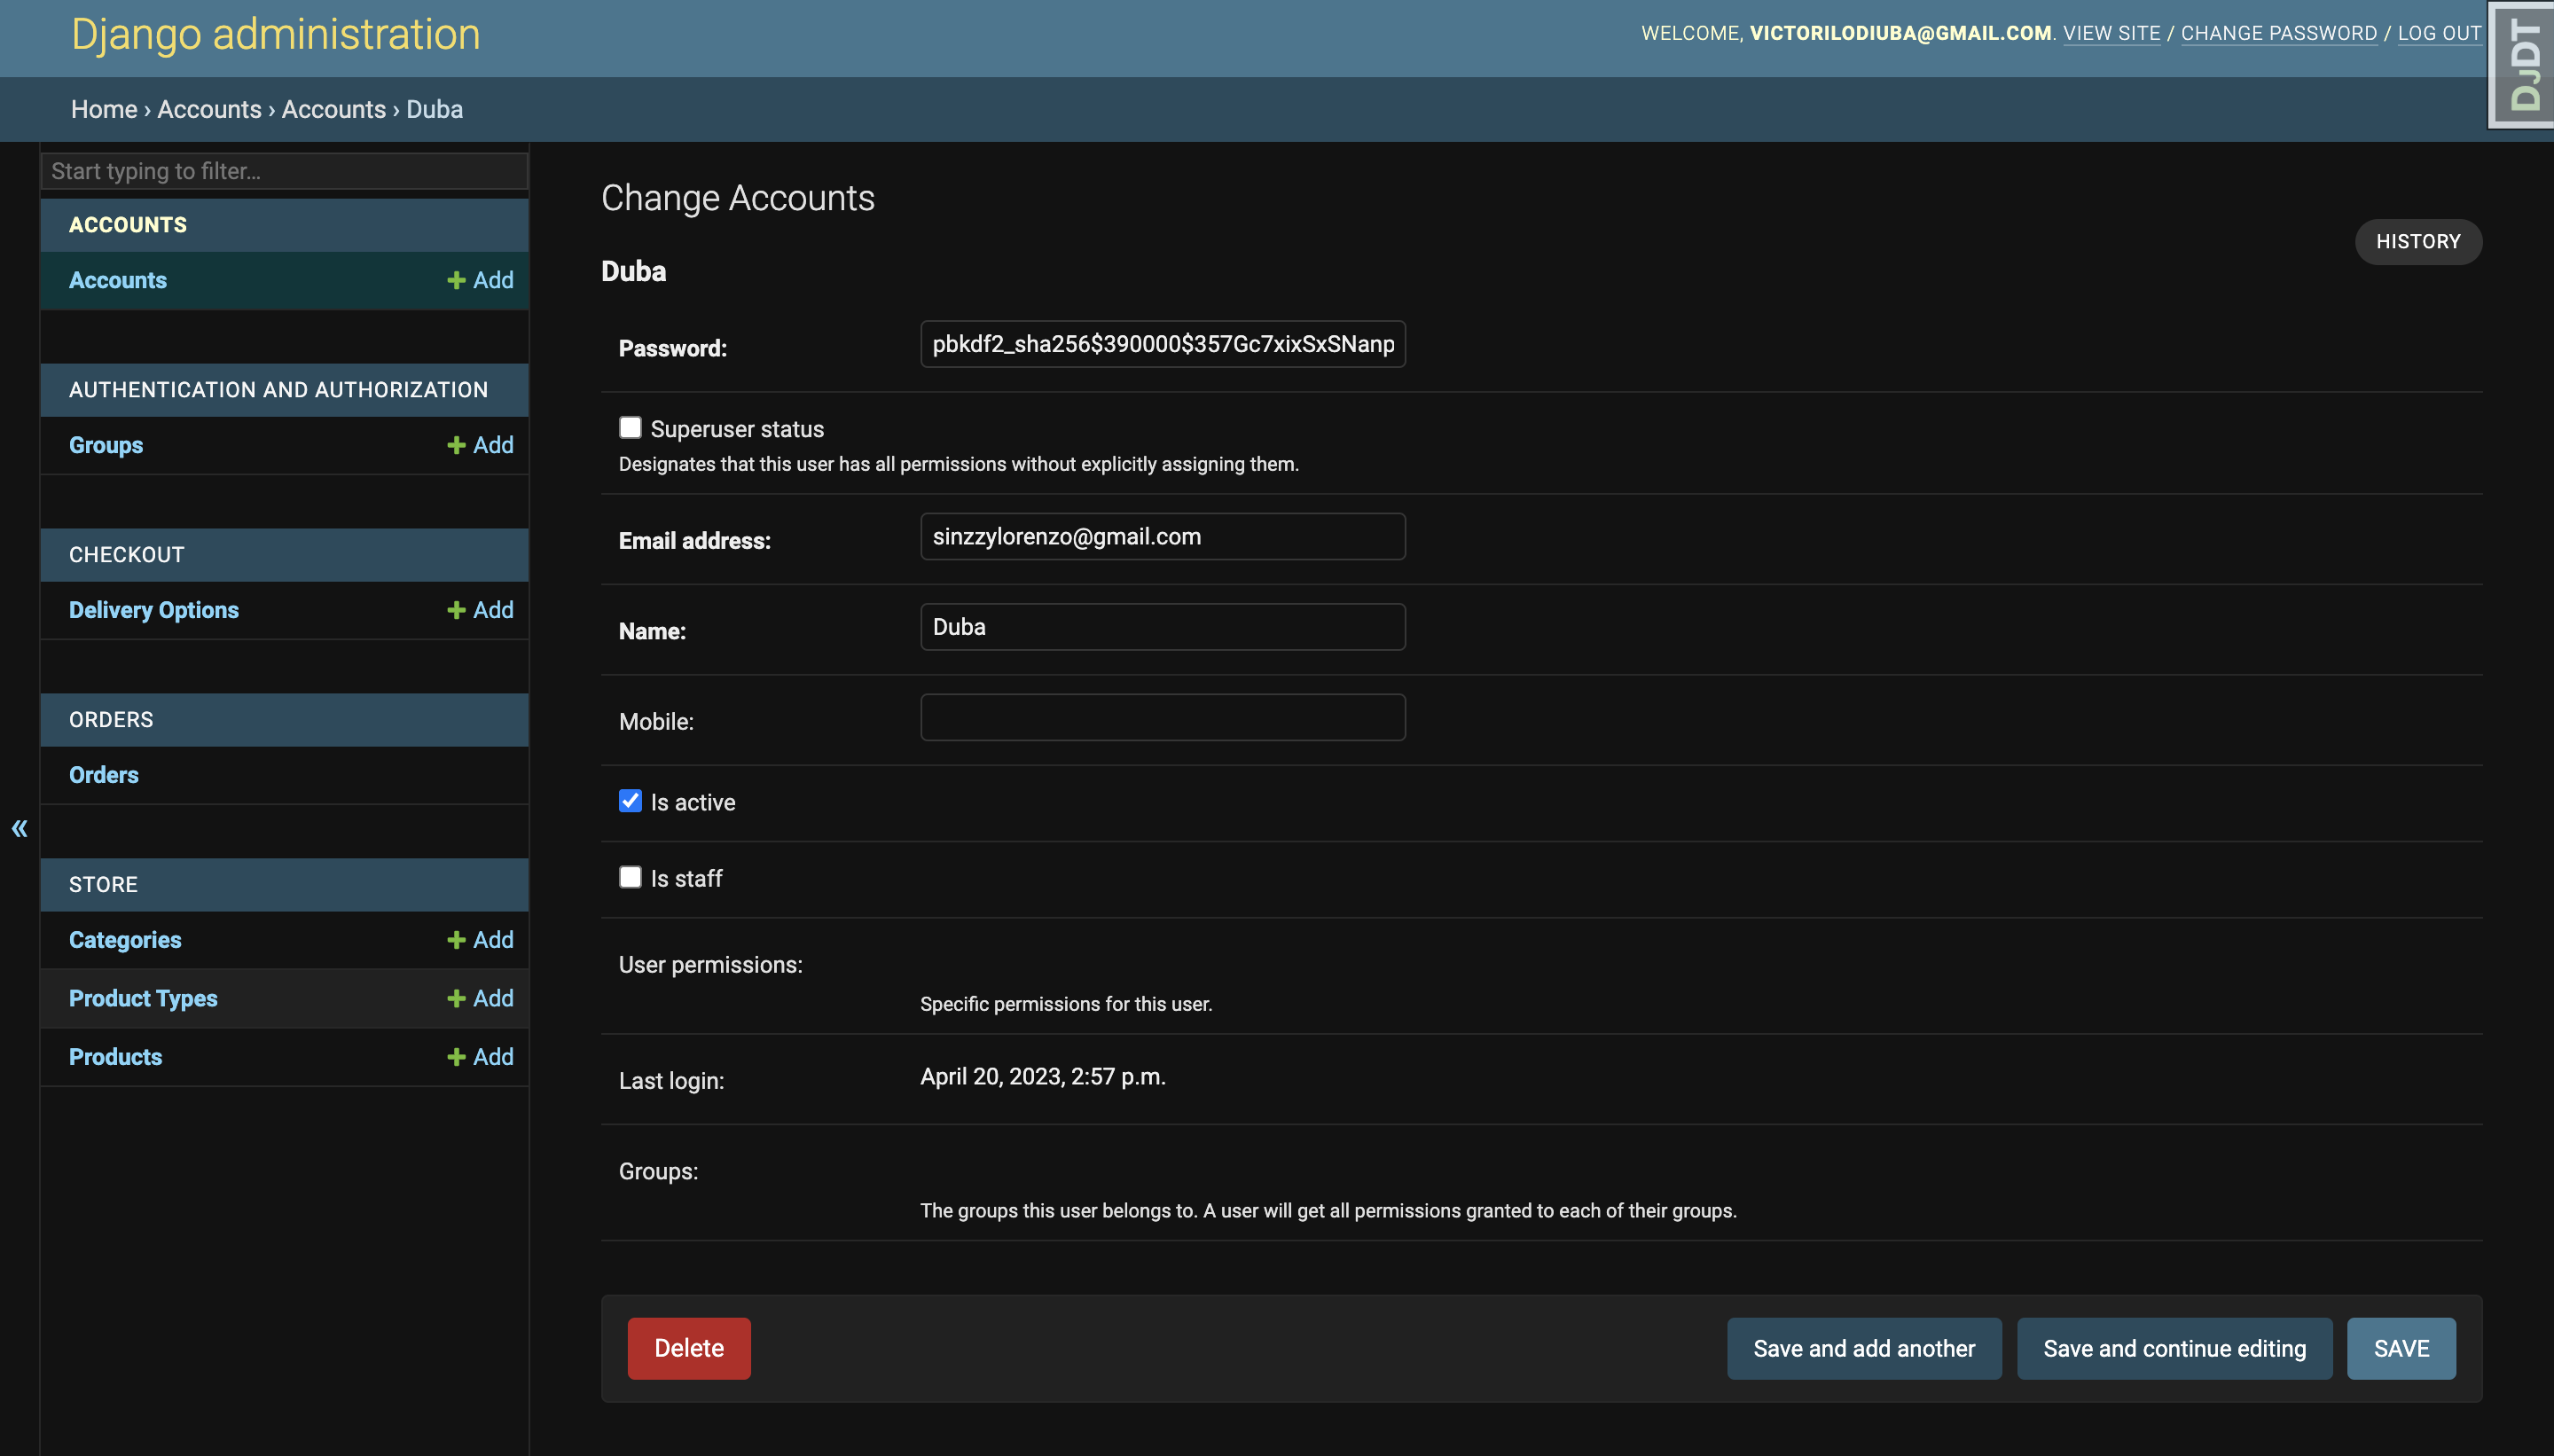 Django administration
WELCOME, VICTORILODIUBA@GMAIL.COM. VIEW SITE / CHANGE PASSWORD / LOG OUT
DJDT
Home › Accounts › Accounts › Duba
Start typing to filter...
ACCOUNTS
Accounts + Add
AUTHENTICATION AND AUTHORIZATION
Groups + Add
CHECKOUT
Delivery Options + Add
ORDERS
Orders
«
STORE
Categories + Add
Product Types + Add
Products + Add
Change Accounts
HISTORY
Duba
Password: pbkdf2_sha256$390000$357Gc7xixSxSNanp
Superuser status
Designates that this user has all permissions without explicitly assigning them.
Email address: sinzzylorenzo@gmail.com
Name: Duba
Mobile:
Is active
Is staff
User permissions:
Specific permissions for this user.
Last login: April 20, 2023, 2:57 p.m.
Groups:
The groups this user belongs to. A user will get all permissions granted to each of their groups.
Delete Save and add another Save and continue editing SAVE